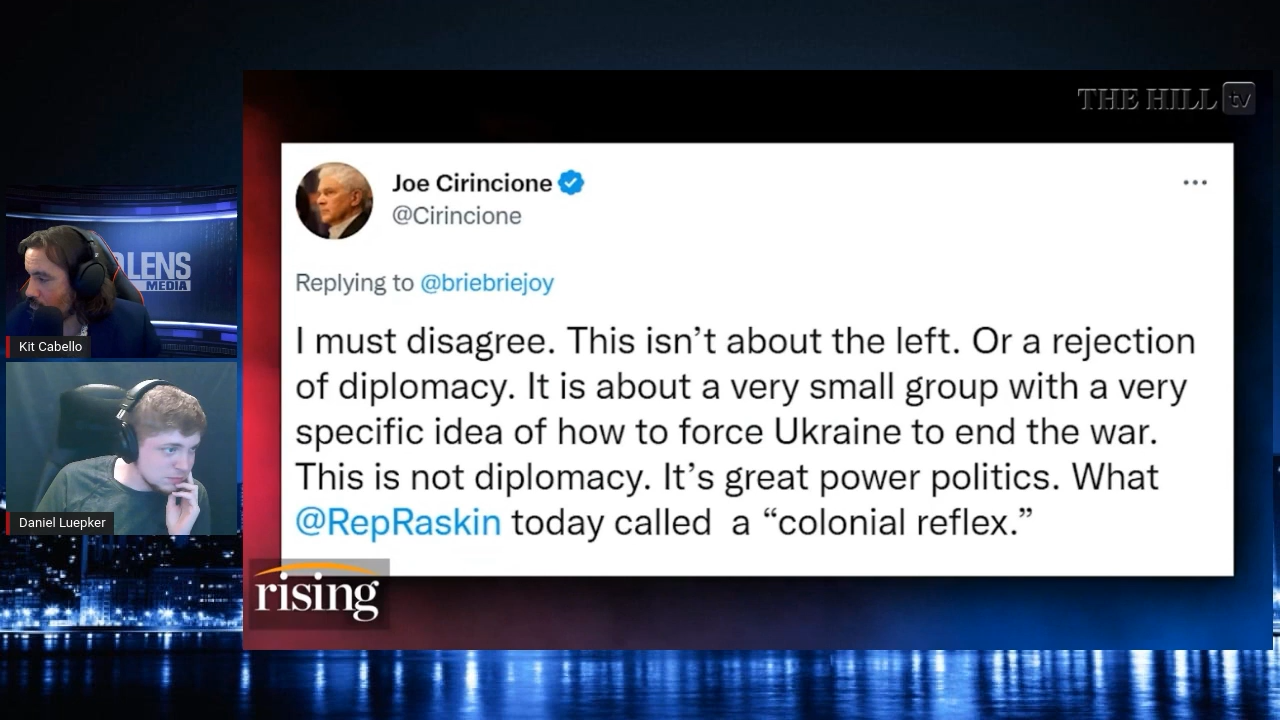 THE HILL tv
Joe Cirincione
@Cirincione
Replying to @briebriejoy
I must disagree. This isn’t about the left. Or a rejection
of diplomacy. It is about a very small group with a very
specific idea of how to force Ukraine to end the war.
This is not diplomacy. It’s great power politics. What
@RepRaskin today called a “colonial reflex.”
rising
LENS
MEDIA
Kit Cabello
Daniel Luepker